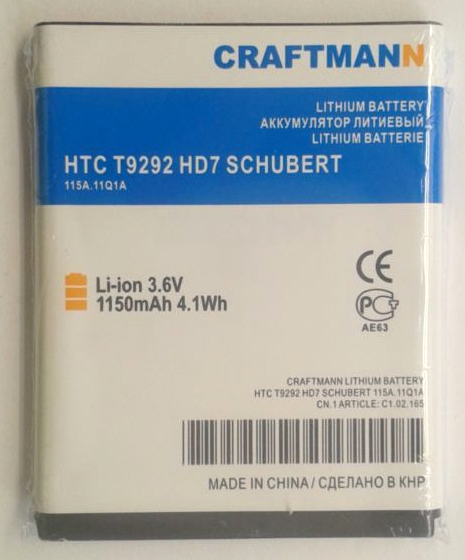 CRAFTMANN
LITHIUM BATTERY
АККУМУЛЯТОР ЛИТИЕВЫЙ
LITHIUM BATTERIE
HTC T9292 HD7 SCHUBERT
115A.11Q1A
Li-ion 3.6V
1150mAh 4.1Wh
CE
РСТ
AE63
CRAFTMANN LITHIUM BATTERY
HTC T9292 HD7 SCHUBERT 115A.11Q1A
CN.1 ARTICLE: C1.02.165
MADE IN CHINA / СДЕЛАНО В КНР